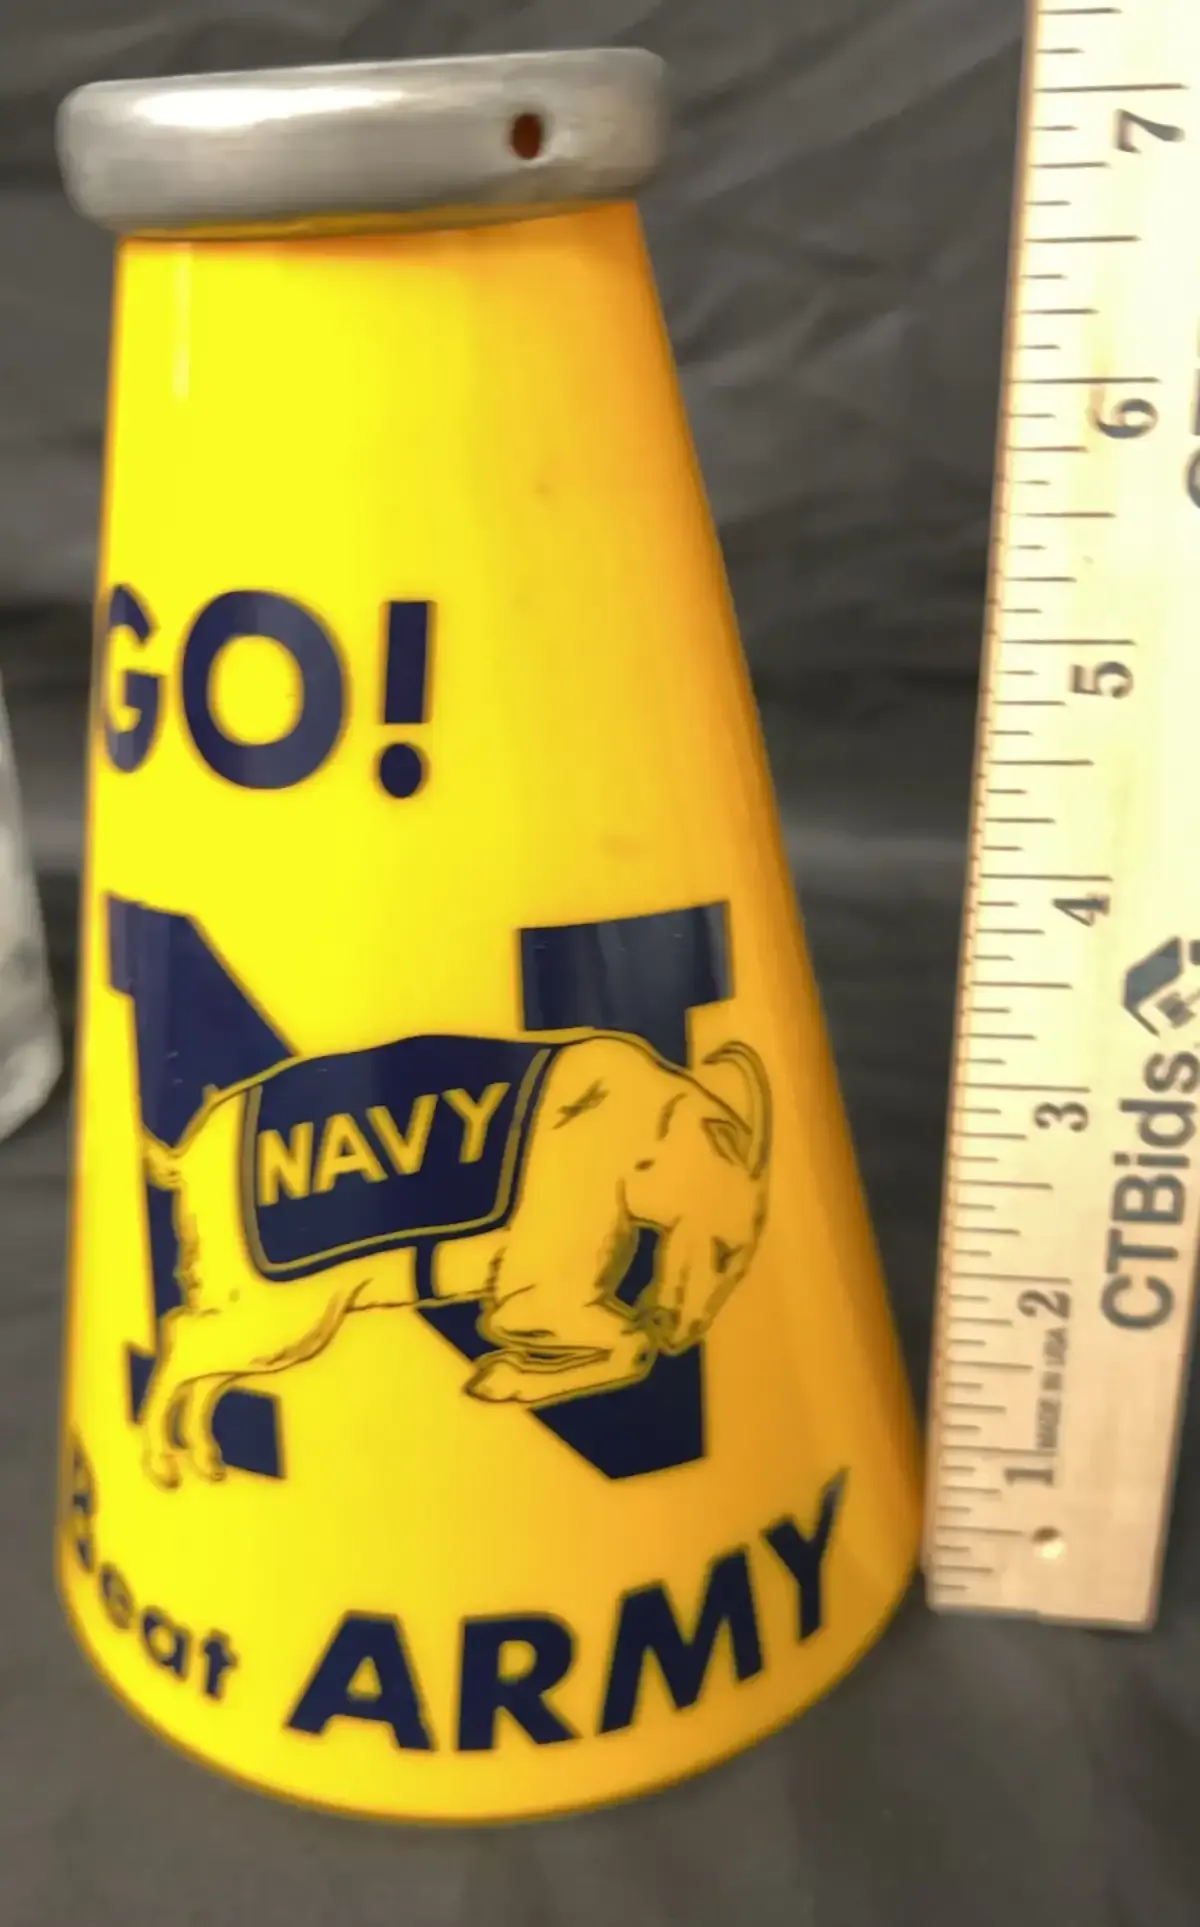 GO!
N
NAVY
Beat ARMY
7
6
5
4
3
2
1
MADE IN USA
CTBids